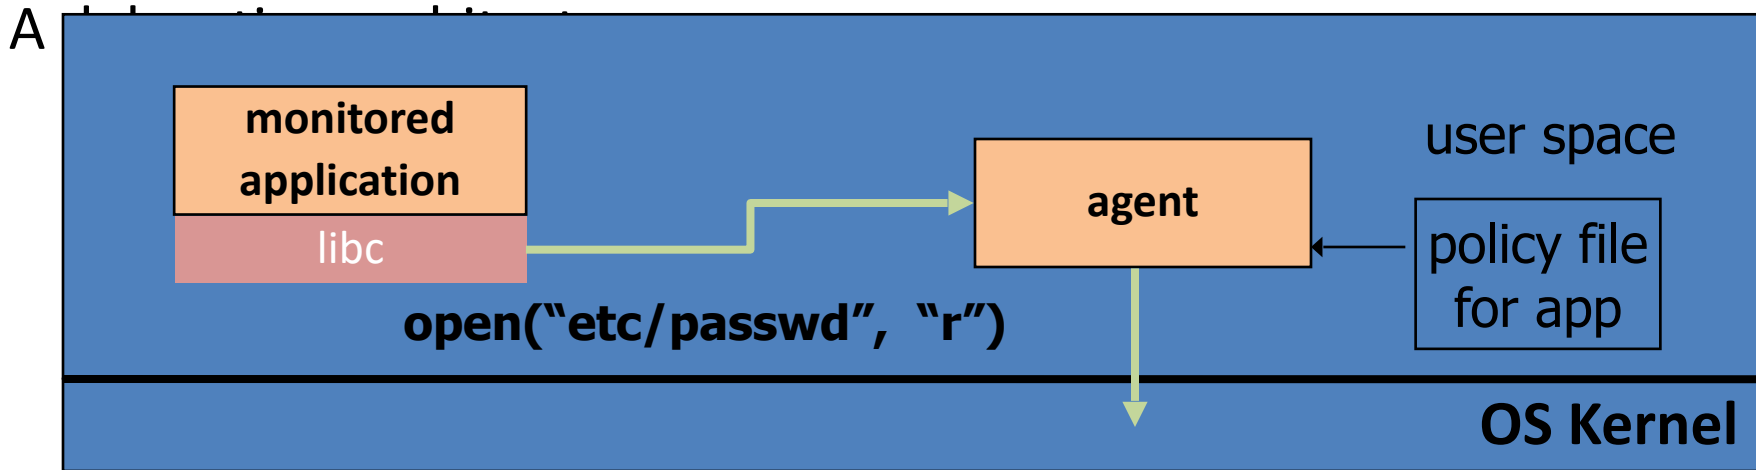 A
monitored
application
libc
agent
user space
policy file
for app
open(“etc/passwd”, “r”)
OS Kernel